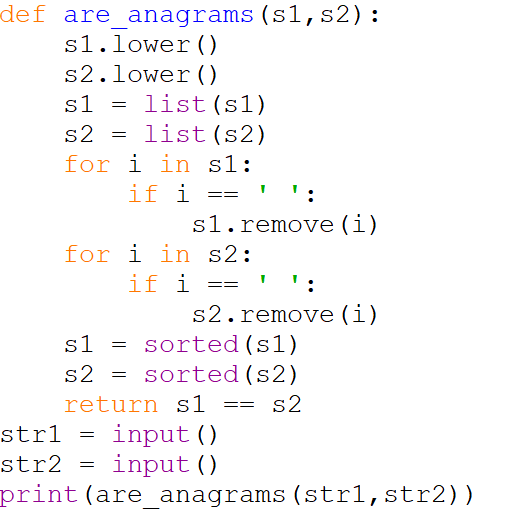 def are_anagrams(s1,s2):
    s1.lower()
    s2.lower()
    s1 = list(s1)
    s2 = list(s2)
    for i in s1:
        if i == ' ':
            s1.remove(i)
    for i in s2:
        if i == ' ':
            s2.remove(i)
    s1 = sorted(s1)
    s2 = sorted(s2)
    return s1 == s2
str1 = input()
str2 = input()
print(are_anagrams(str1,str2))